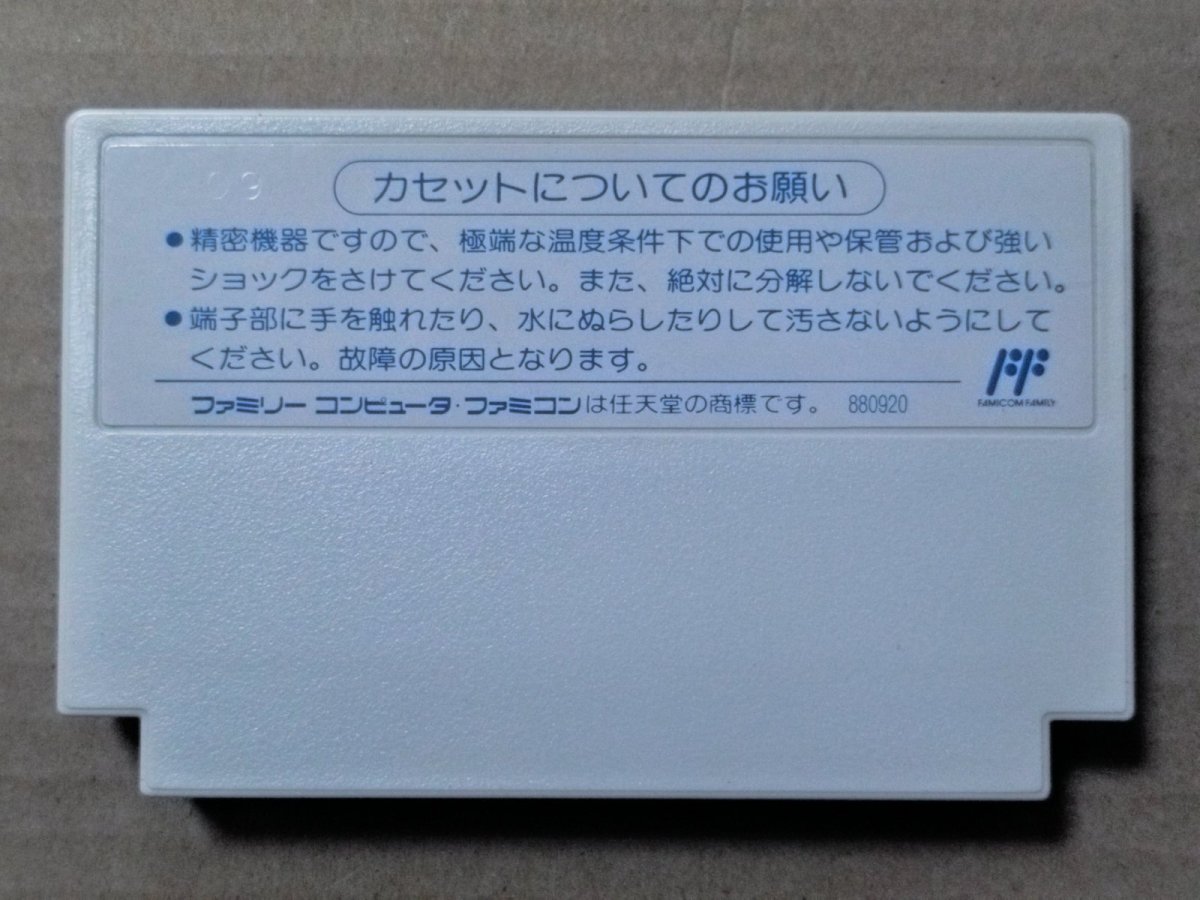 09
カセットについてのお願い
●精密機器ですので、極端な温度条件下での使用や保管および強い
ショックをさけてください。また、絶対に分解しないでください。
●端子部に手を触れたり、水にぬらしたりして汚さないようにして
ください。故障の原因となります。
FF
FAMICOM FAMILY
ファミリー コンピュータ・ファミコンは任天堂の商標です。 880920